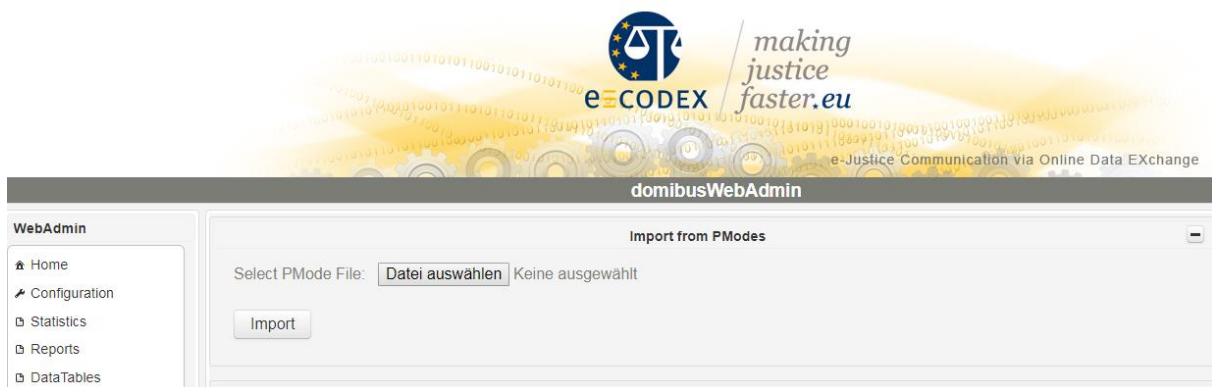 making
justice
faster.eu
e-CODEX
e-Justice Communication via Online Data EXchange
domibusWebAdmin
WebAdmin
Home
Configuration
Statistics
Reports
DataTables
Import from PModes
Select PMode File: Datei auswählen Keine ausgewählt
Import